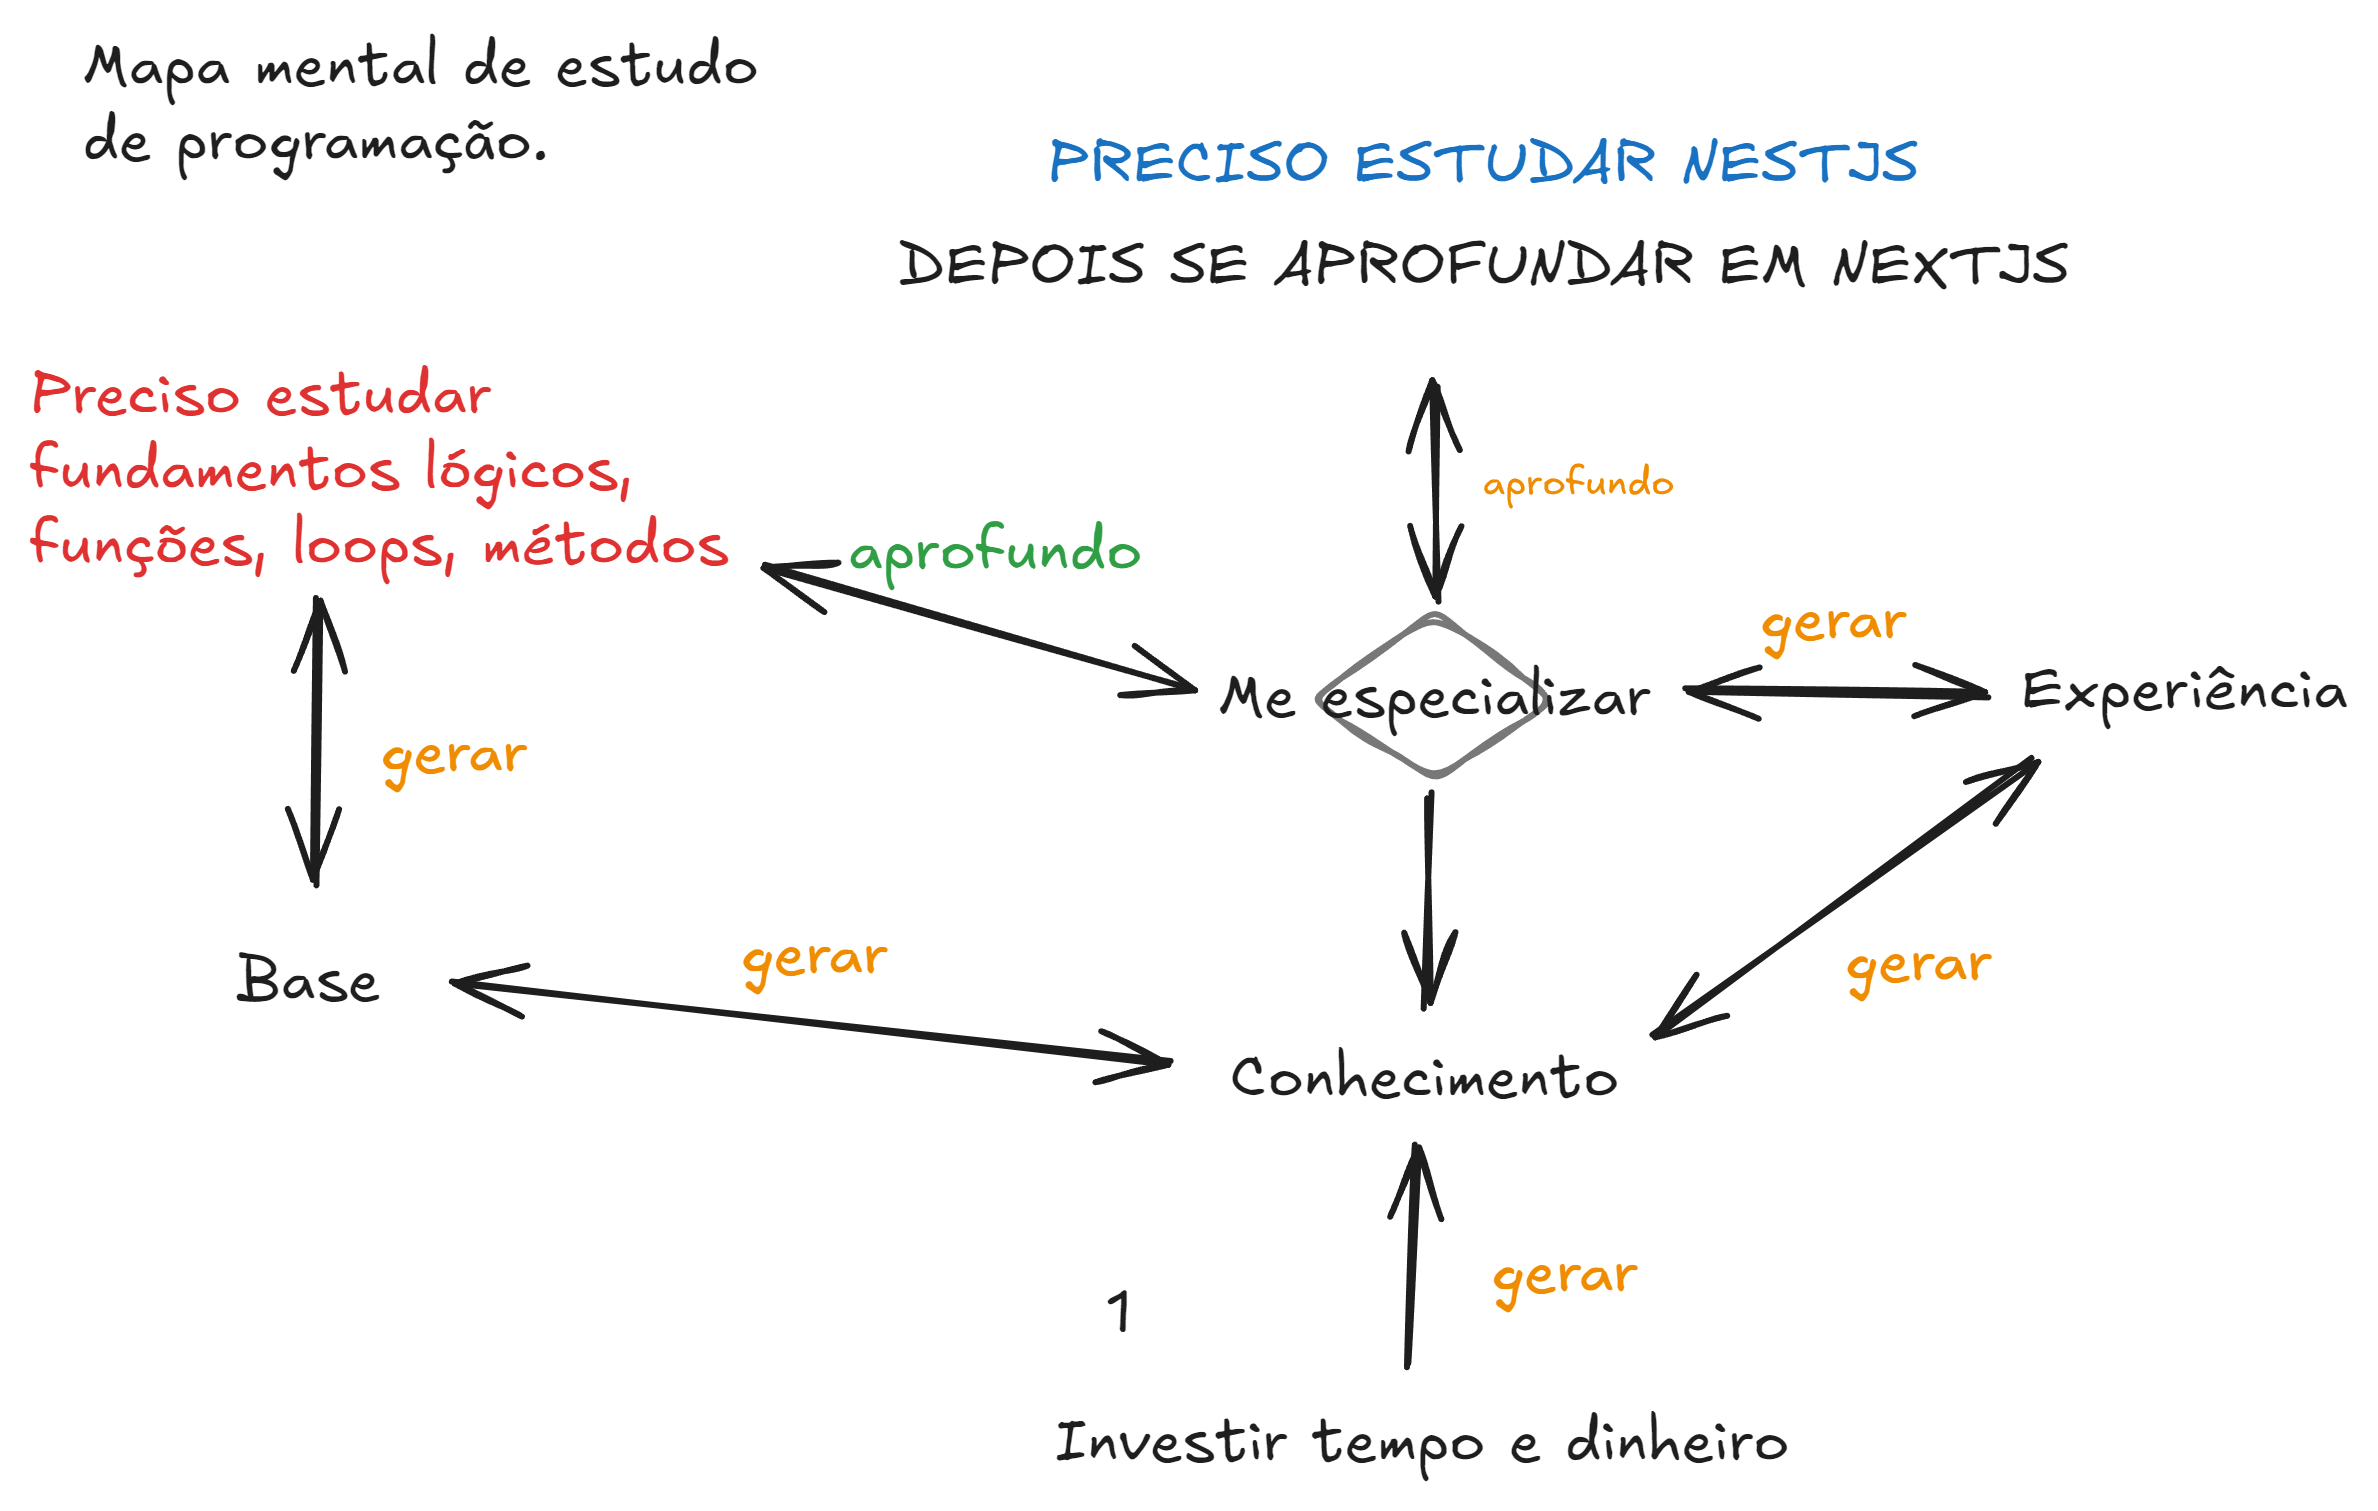 Mapa mental de estudo
de programação.
PRECISO ESTUDAR NESTJS
DEPOIS SE APROFUNDAR EM NEXTJS
Preciso estudar
fundamentos lógicos,
funções, loops, métodos
aprofundo
aprofundo
gerar
Me especializar
Experiência
gerar
gerar
Base
gerar
Conhecimento
gerar
1
Investir tempo e dinheiro